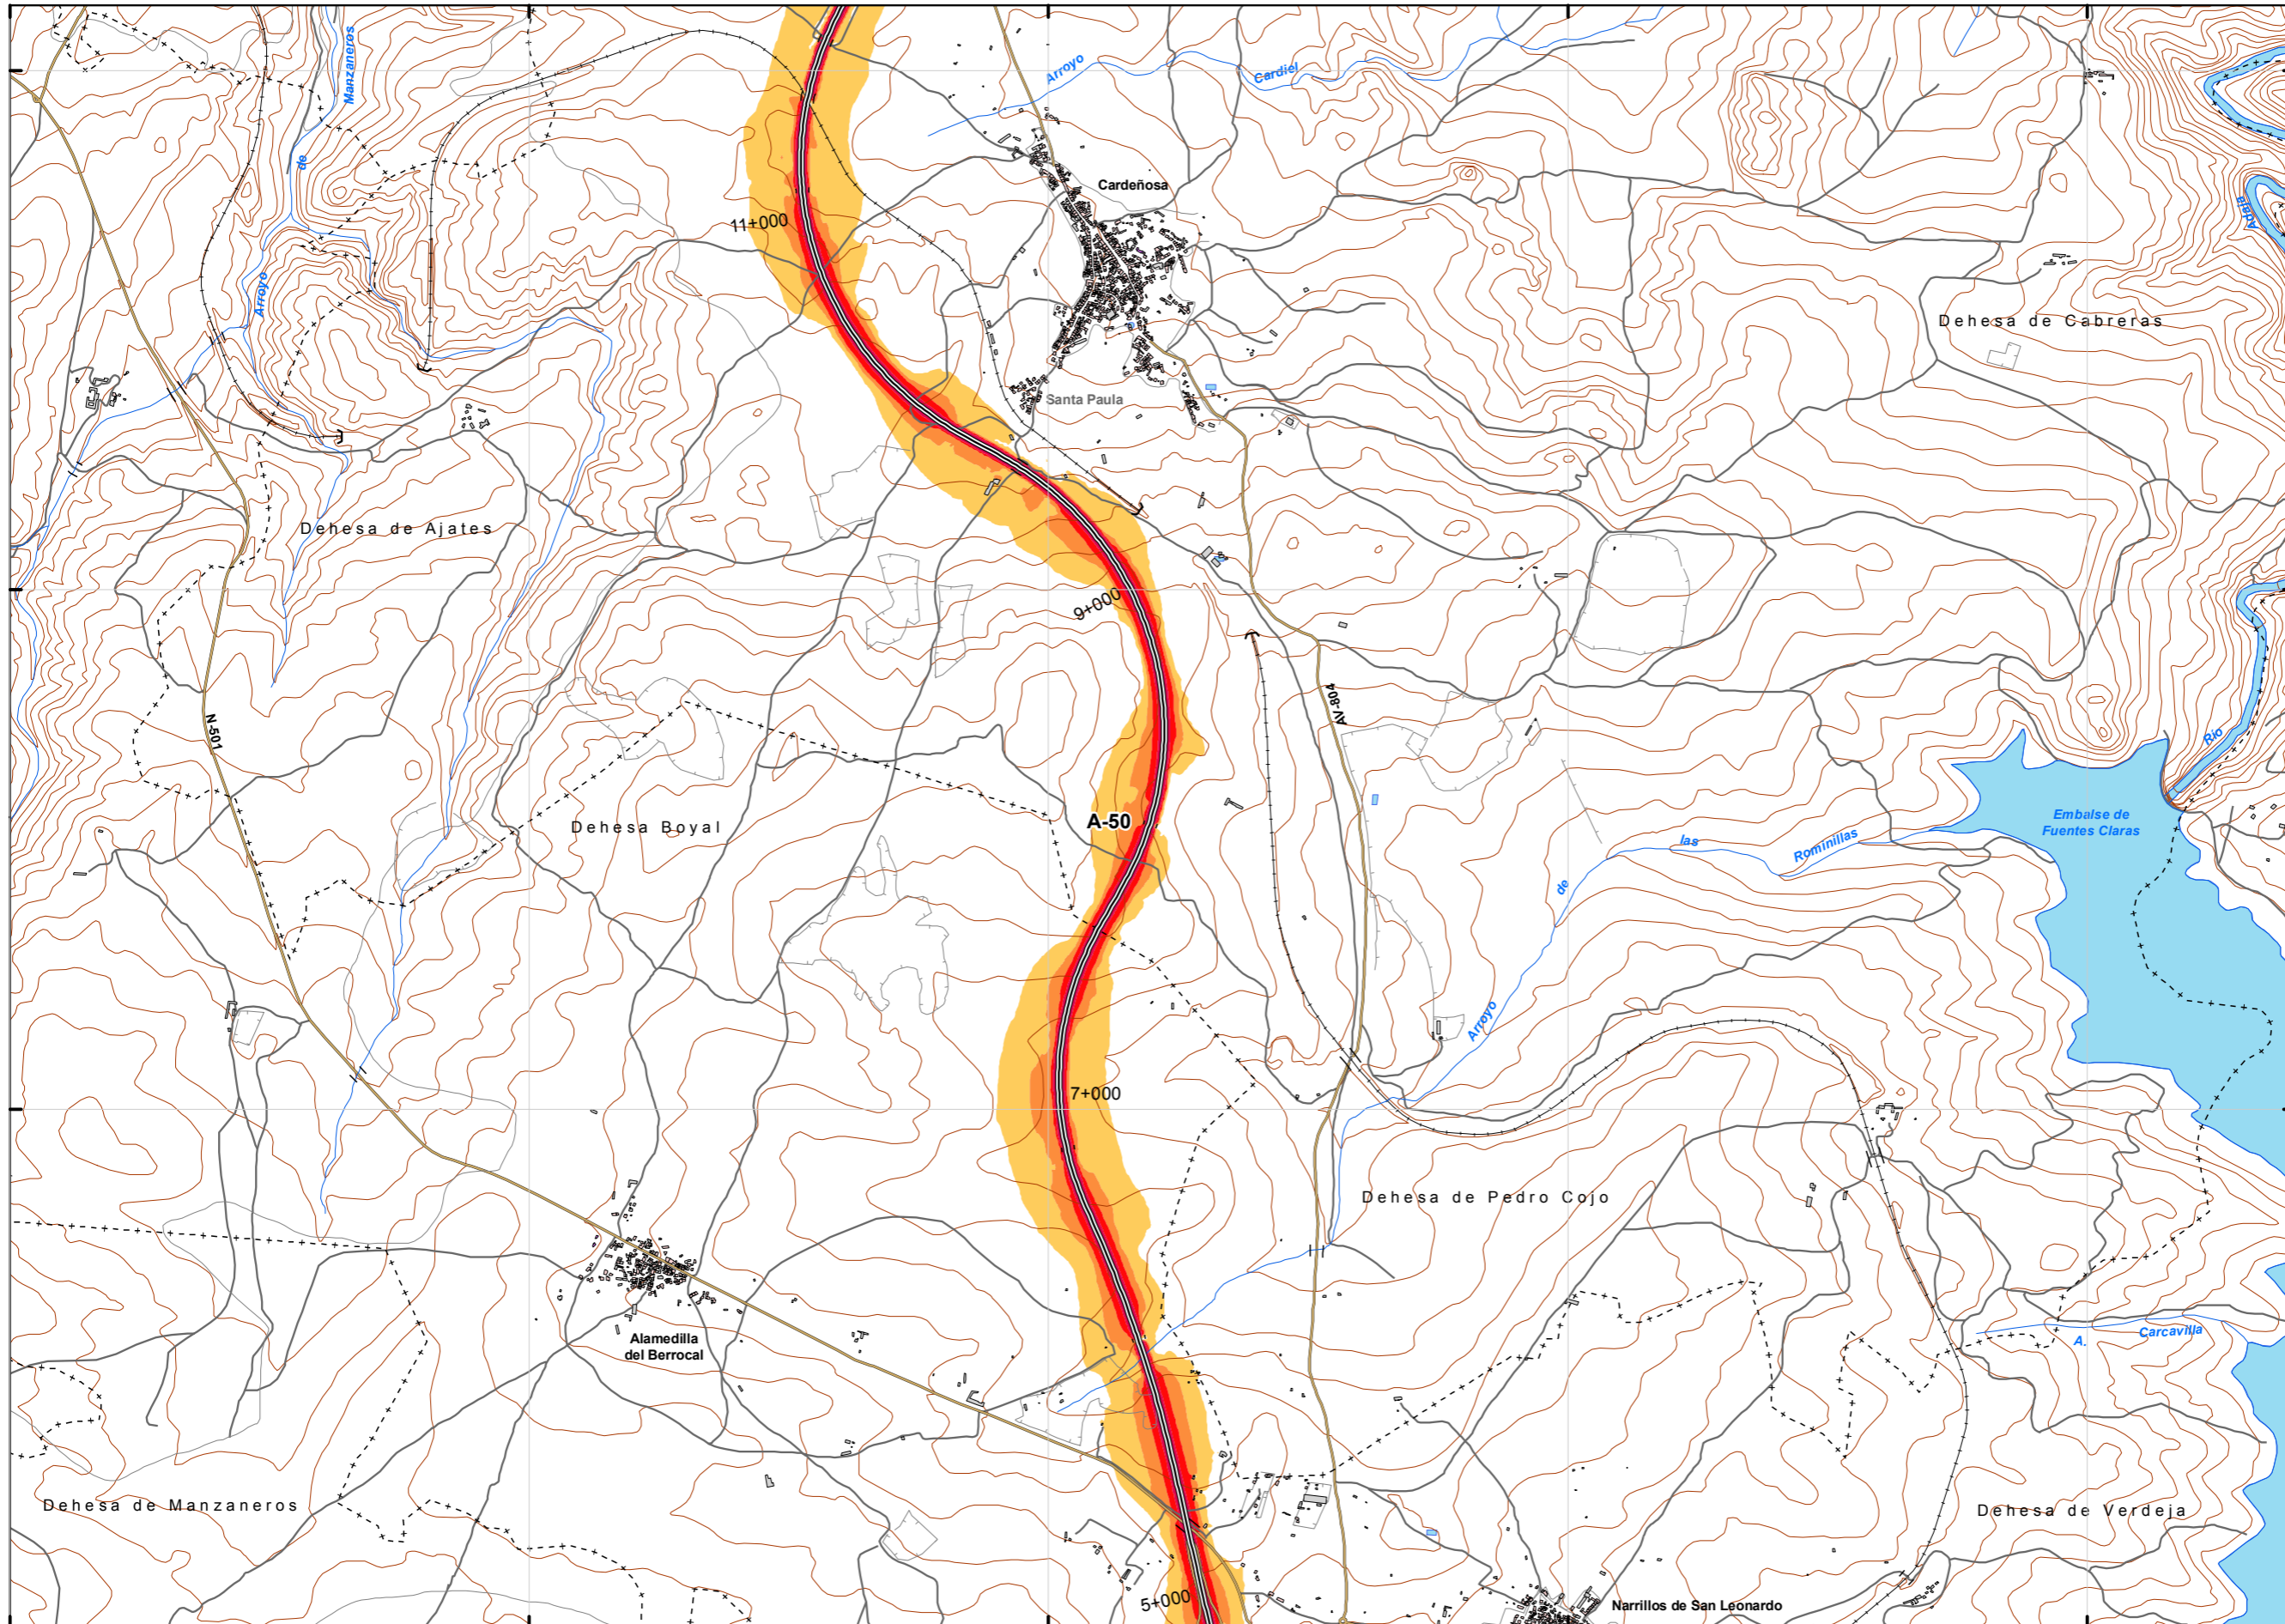 Manzaneros
de
Arroyo
Arroyo
Cardiel
Cardeñosa
11+000
Adaja
Dehesa de Cabreras
Santa Paula
Dehesa de Ajates
9+000
N-501
AV-804
Río
A-50
Dehesa Boyal
Embalse de
Fuentes Claras
las
Rominillas
de
Arroyo
7+000
Dehesa de Pedro Cojo
Alamedilla
del Berrocal
A.
Carcavilla
Dehesa de Manzaneros
Dehesa de Verdeja
5+000
Narrillos de San Leonardo